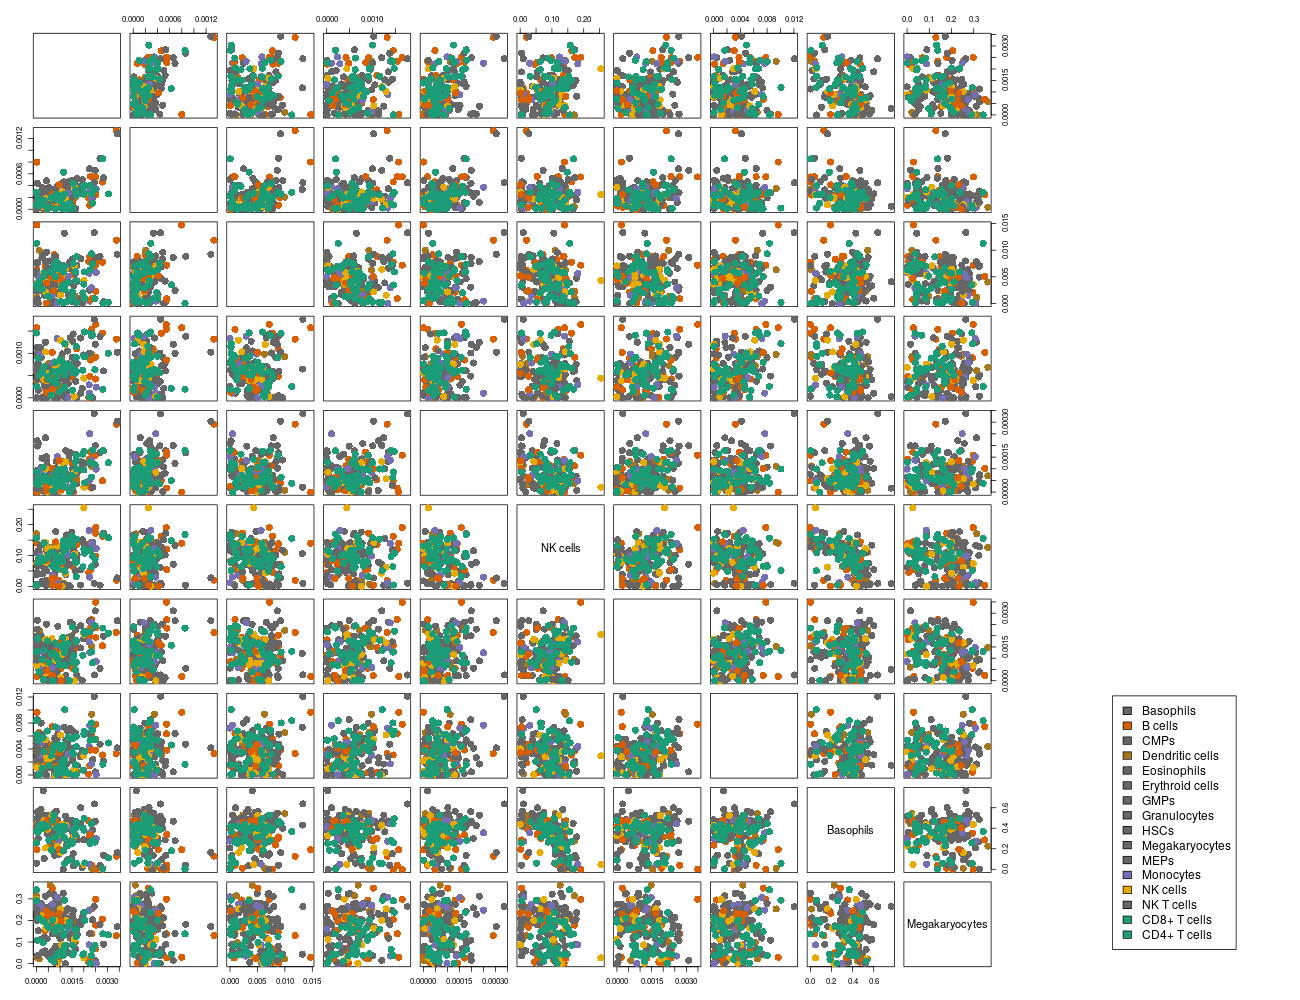 0.0000 0.0006 0.0012
0.0000 0.0010
0.00 0.10 0.20
0.000 0.004 0.008 0.012
0.0 0.1 0.2 0.3
0.0000 0.0015 0.0030
0.0000 0.0006 0.0012
0.000 0.005 0.010 0.015
0.0000 0.0010
0.00000 0.00015 0.00030
0.00 0.10 0.20
NK cells
0.0000 0.0015 0.0030
0.000 0.004 0.008 0.012
Basophils
0.0 0.2 0.4 0.6
0.0 0.1 0.2 0.3
Megakaryocytes
0.0000 0.0015 0.0030
0.000 0.005 0.010 0.015
0.00000 0.00015 0.00030
0.0000 0.0015 0.0030
0.0 0.2 0.4 0.6
Basophils
B cells
CMPs
Dendritic cells
Eosinophils
Erythroid cells
GMPs
Granulocytes
HSCs
Megakaryocytes
MEPs
Monocytes
NK cells
NK T cells
CD8+ T cells
CD4+ T cells